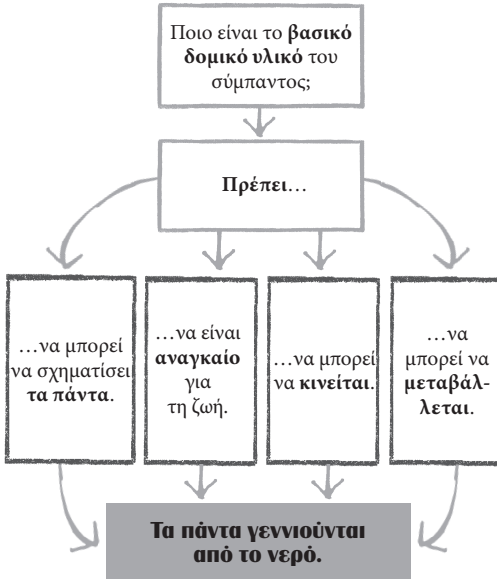 Ποιο είναι το βασικό
δομικό υλικό του
σύμπαντος;
Πρέπει…
…να μπορεί
να σχηματίσει
τα πάντα.
…να είναι
αναγκαίο
για
τη ζωή.
…να μπορεί
να κινείται.
…να
μπορεί να
μεταβάλ-
λεται.
Τα πάντα γεννιούνται
από το νερό.